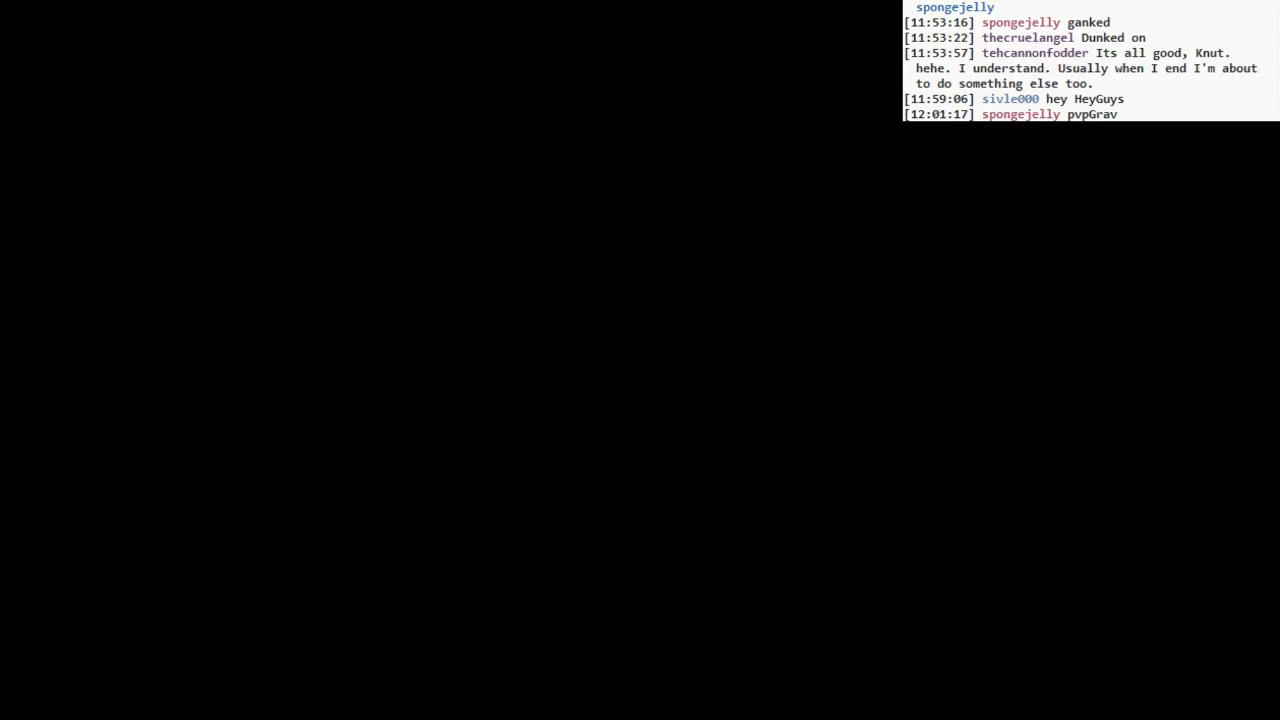 spongejelly
[11:53:16] spongejelly ganked
[11:53:22] thecruelangel Dunked on
[11:53:57] tehcannonfodder Its all good, Knut.
hehe. I understand. Usually when I end I'm about
to do something else too.
[11:59:06] sivle000 hey HeyGuys
[12:01:17] spongejelly pvpGrav